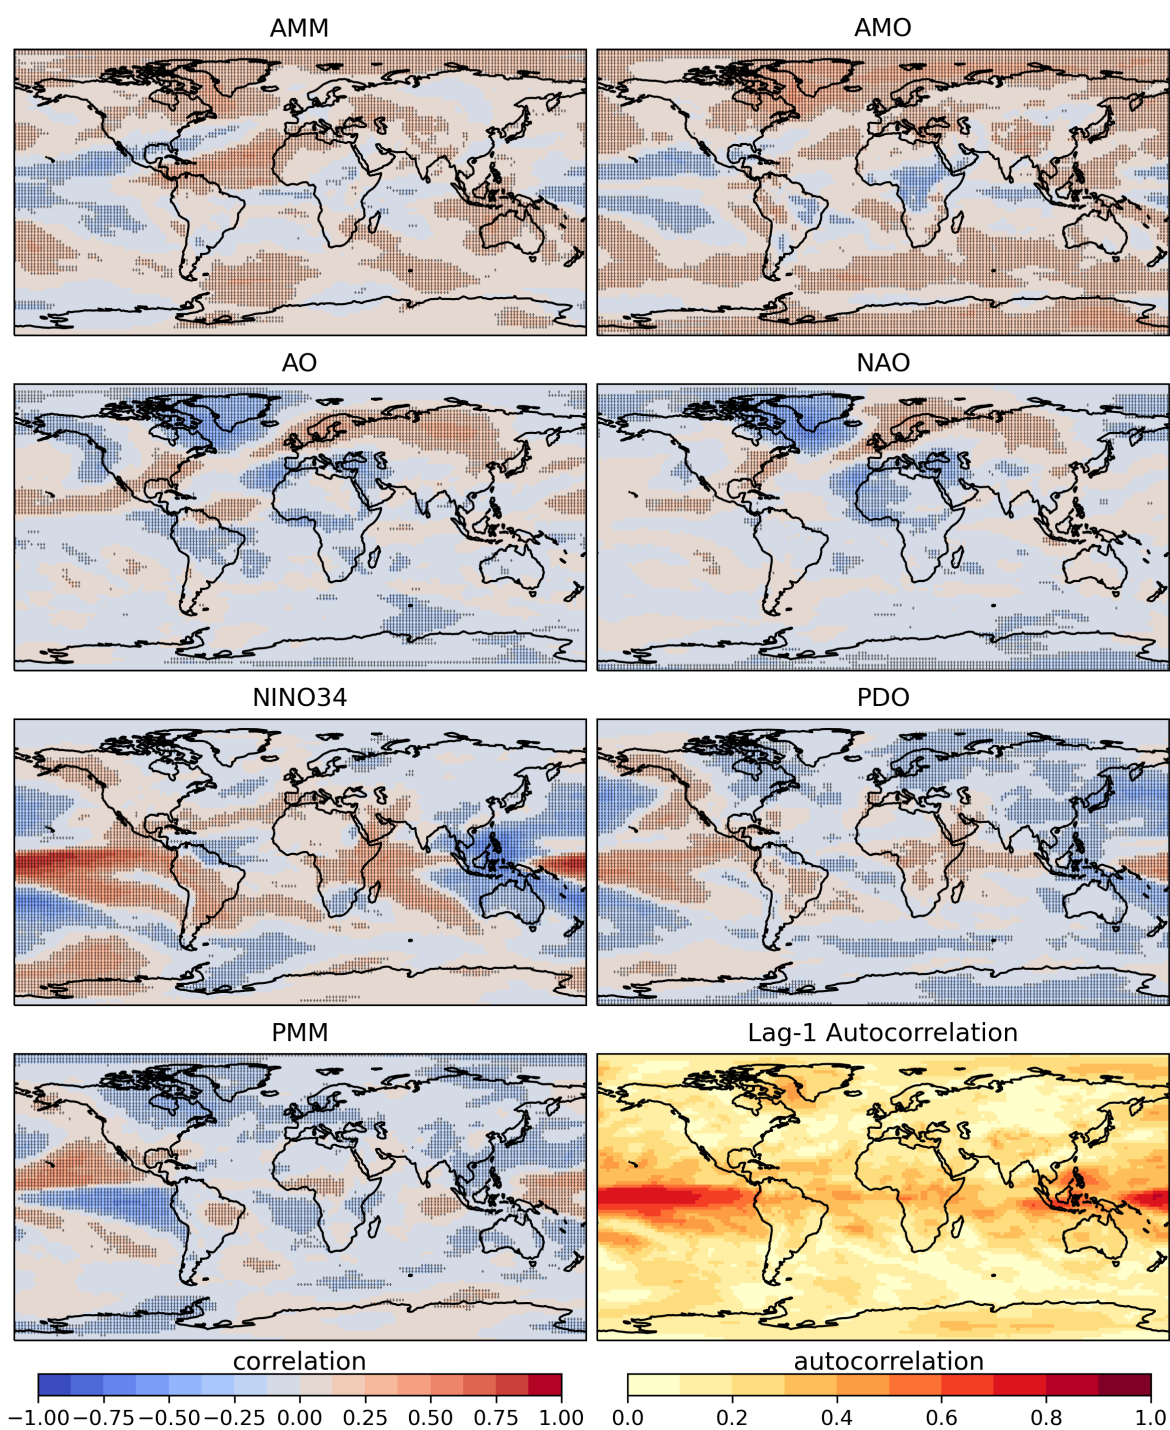 AMM AMO
AO NAO
NINO34 PDO
PMM Lag-1 Autocorrelation
correlation autocorrelation
−1.00 −0.75 −0.50 −0.25 0.00 0.25 0.50 0.75 1.00 0.0 0.2 0.4 0.6 0.8 1.0